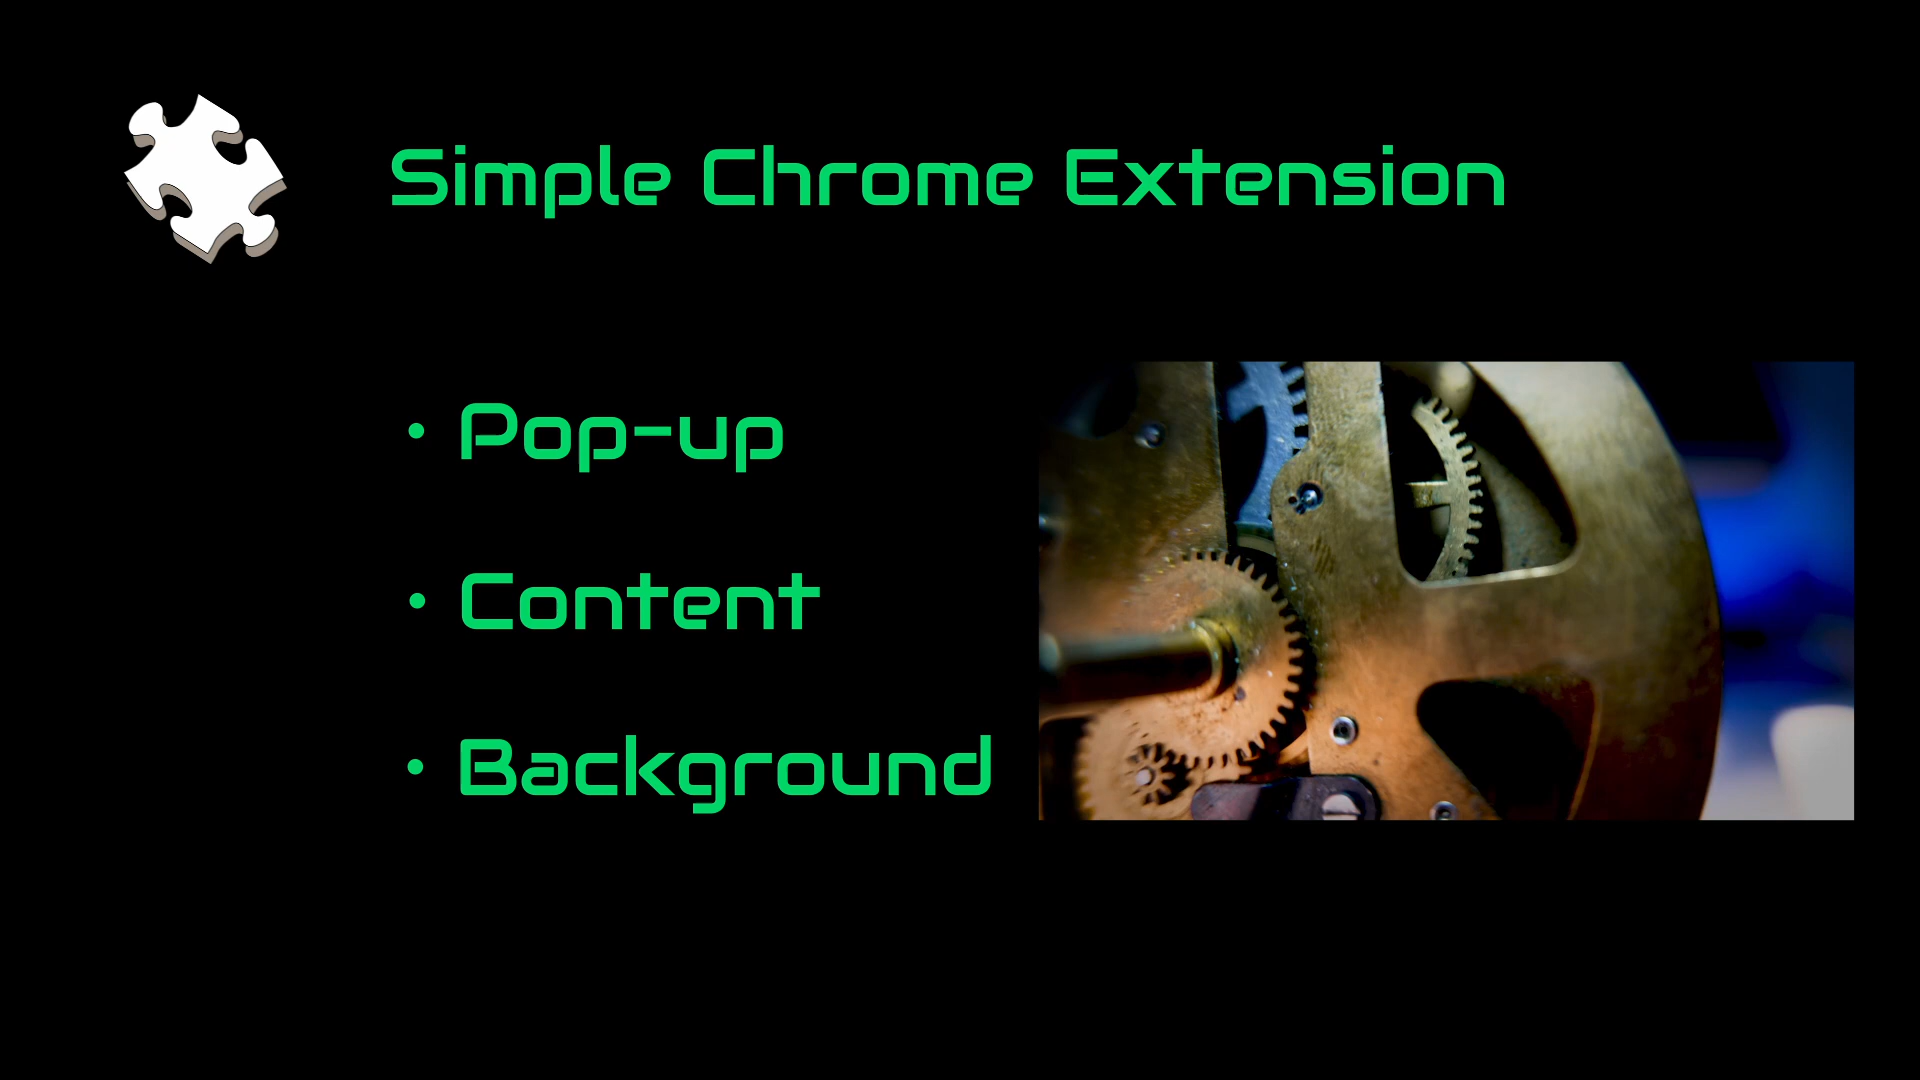 Simple Chrome Extension
• Pop-up
• Content
• Background